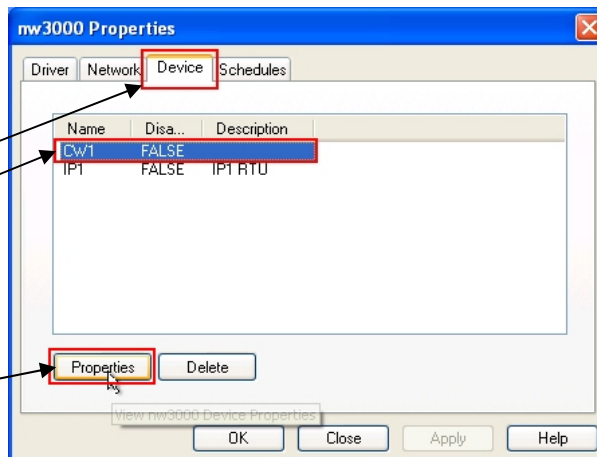 nw3000 Properties
Driver Network Device Schedules
Name Disa... Description
CW1 FALSE
IP1 FALSE IP1 RTU
Properties Delete
View nw3000 Device Properties
OK Close Apply Help